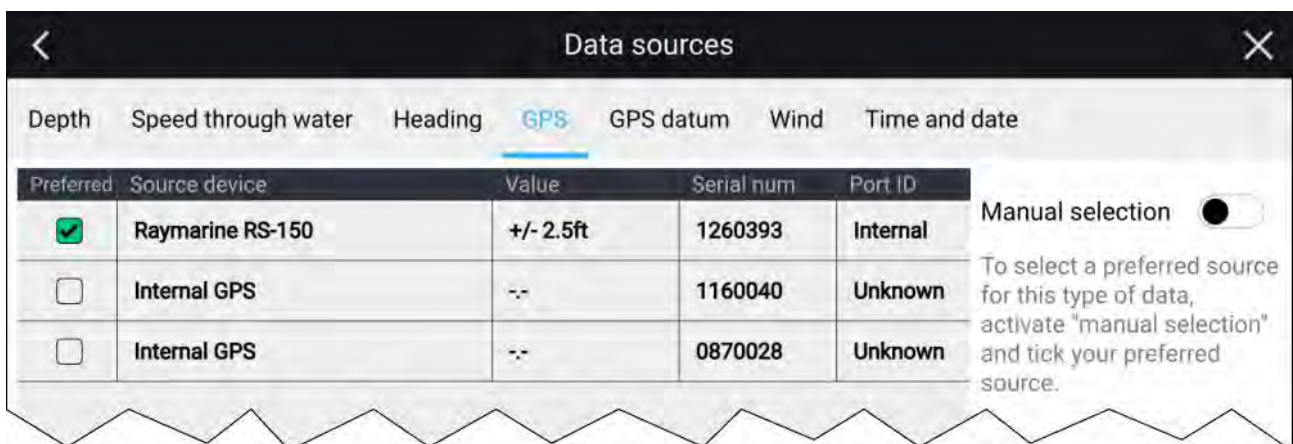 Data sources
Depth Speed through water Heading GPS GPS datum Wind Time and date
Preferred Source device Value Serial num Port ID
Raymarine RS-150 +/- 2.5ft 1260393 Internal
Internal GPS -.- 1160040 Unknown
Internal GPS -.- 0870028 Unknown
Manual selection
To select a preferred source
for this type of data,
activate "manual selection"
and tick your preferred
source.